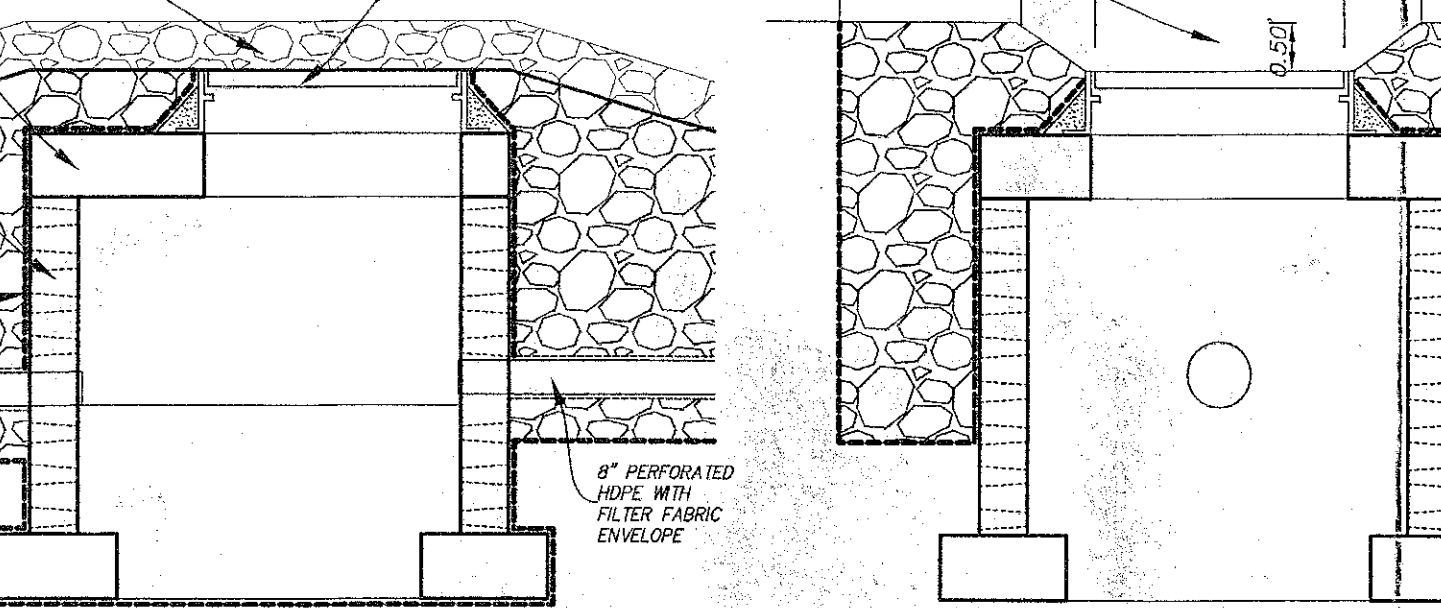 0.50'
8" PERFORATED
HDPE WITH
FILTER FABRIC
ENVELOPE